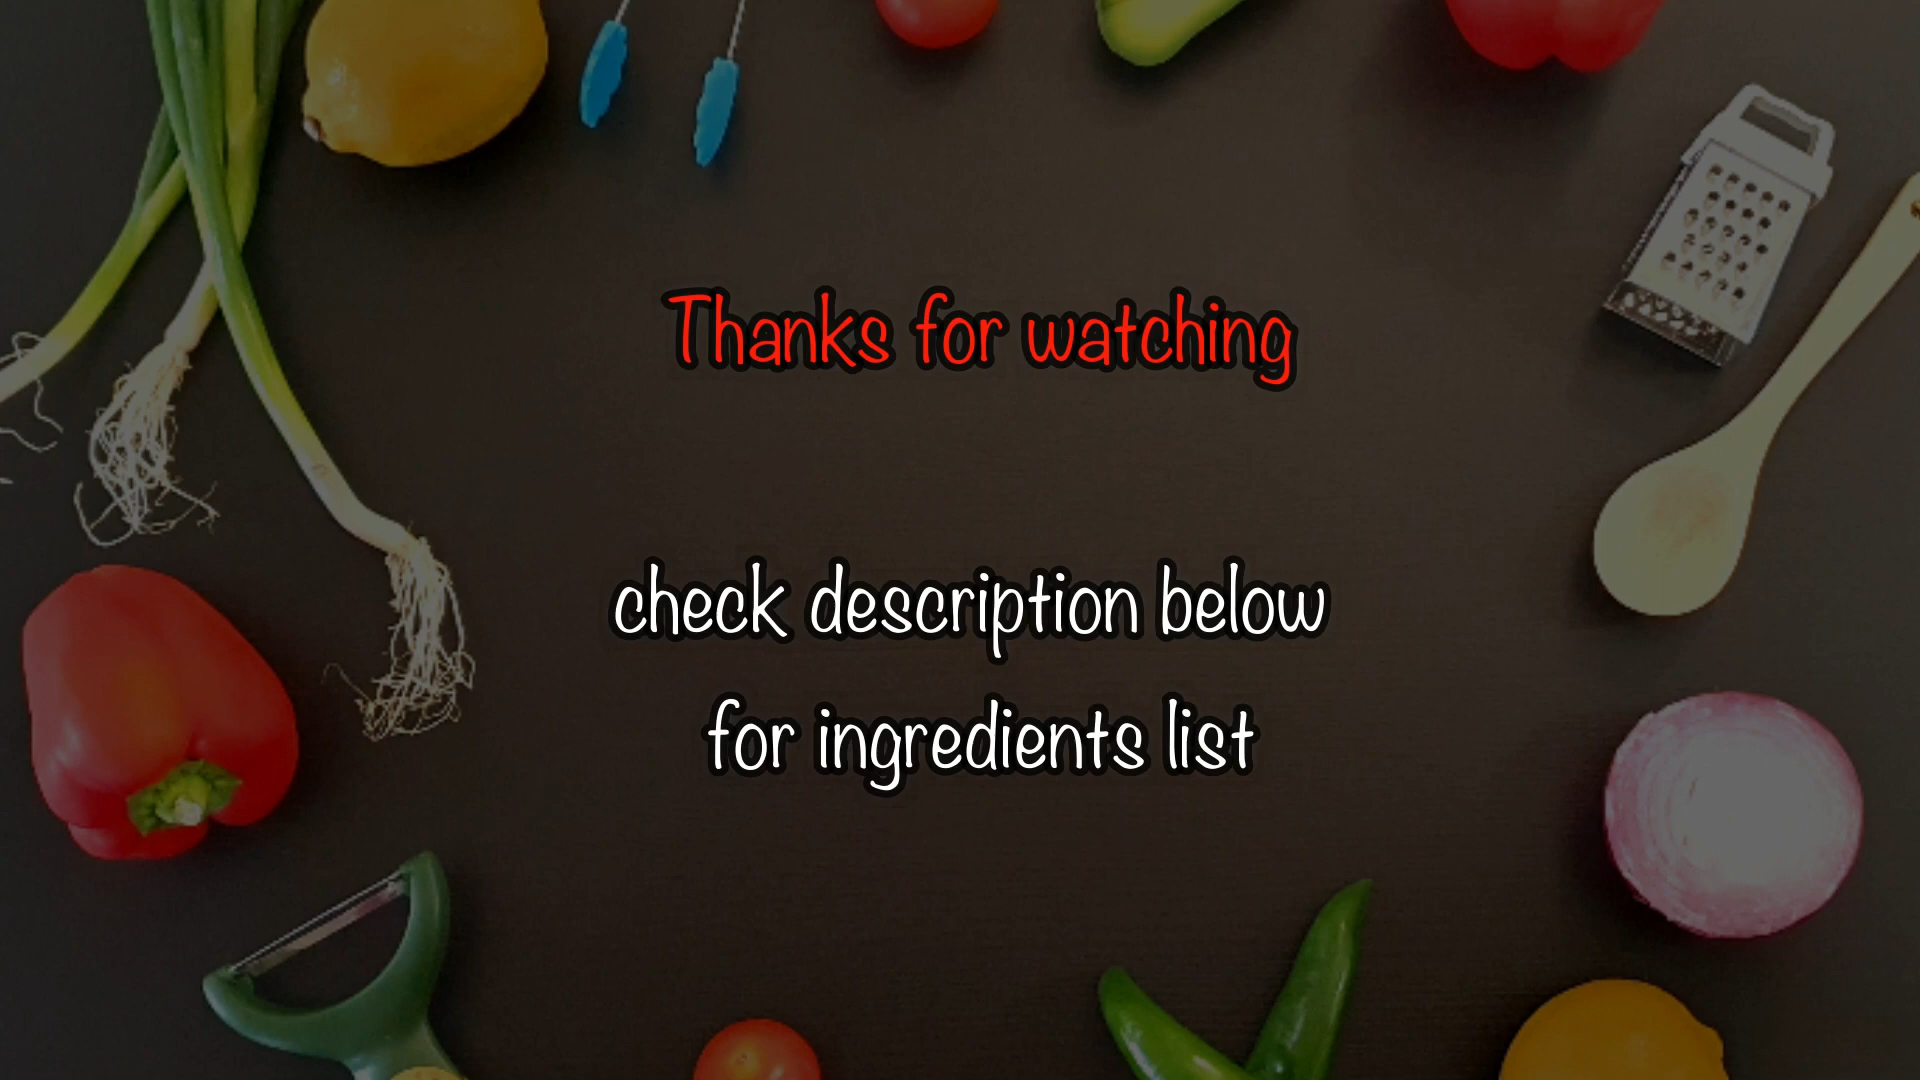 Thanks for watching
check description below
for ingredients list